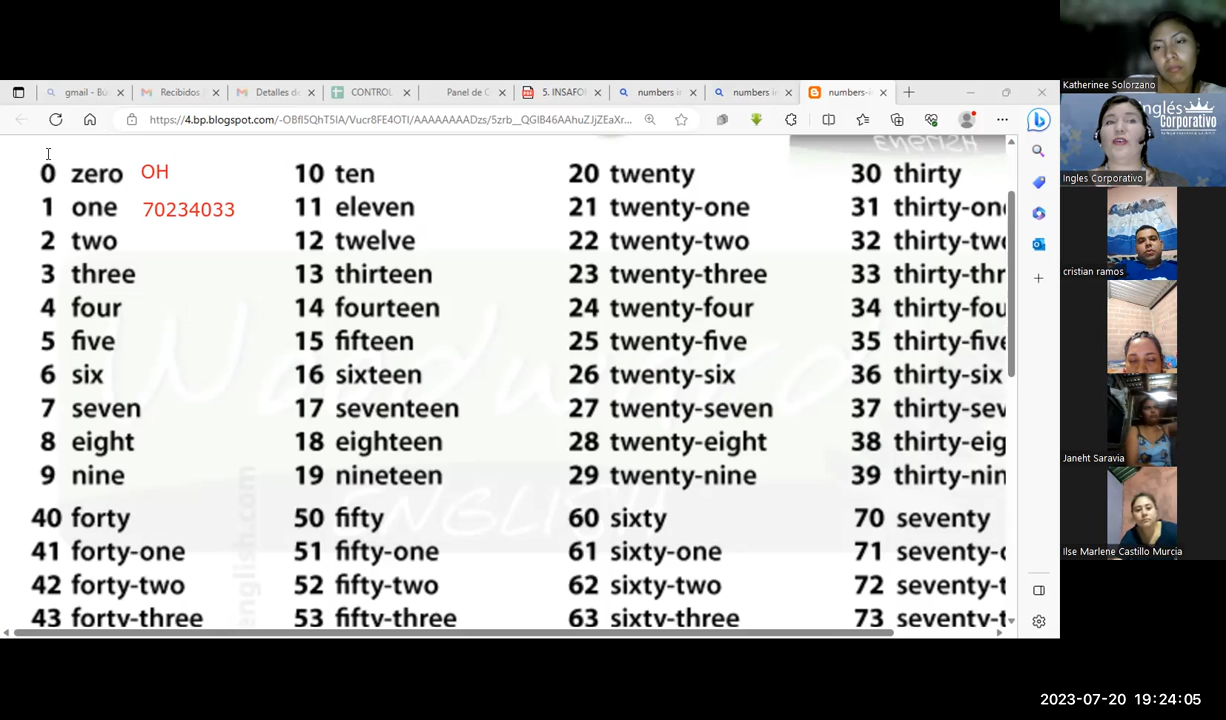 gmail - Bú
Recibidos
Detalles de
CONTROL
Panel de C
5. INSAFO
numbers in
numbers in
numbers-i
https://4.bp.blogspot.com/
ENGLISH
0 zero OH 10 ten 20 twenty 30 thirty
1 one 70234033 11 eleven 21 twenty-one 31 thirty-on
2 two 12 twelve 22 twenty-two 32 thirty-tw
3 three 13 thirteen 23 twenty-three 33 thirty-thr
4 four 14 fourteen 24 twenty-four 34 thirty-fou
5 five 15 fifteen 25 twenty-five 35 thirty-five
6 six 16 sixteen 26 twenty-six 36 thirty-six
7 seven 17 seventeen 27 twenty-seven 37 thirty-sev
8 eight 18 eighteen 28 twenty-eight 38 thirty-eig
9 nine 19 nineteen 29 twenty-nine 39 thirty-nin
40 forty 50 fifty 60 sixty 70 seventy
41 forty-one 51 fifty-one 61 sixty-one 71 seventy-o
42 forty-two 52 fifty-two 62 sixty-two 72 seventy-t
43 forty-three 53 fifty-three 63 sixty-three 73 seventy-t
ENGLISH
english.com
Katherinee Solorzano
Inglés
Corporativo
Ingles Corporativo
cristian ramos
Janeht Saravia
Ilse Marlene Castillo Murcia
2023-07-20 19:24:05